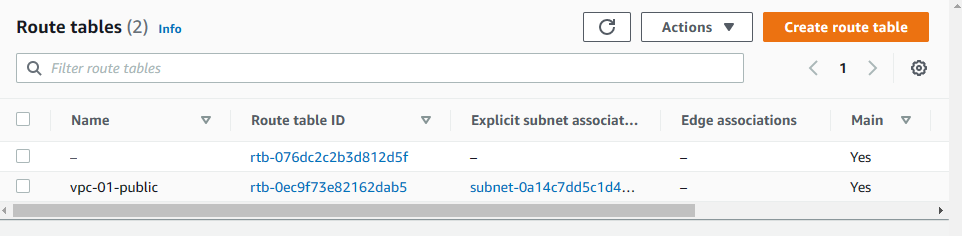 Route tables (2) Info Actions Create route table
Filter route tables 1
Name Route table ID Explicit subnet associat... Edge associations Main
– rtb-076dc2c2b3d812d5f – – Yes
vpc-01-public rtb-0ec9f73e82162dab5 subnet-0a14c7dd5c1d4... – Yes